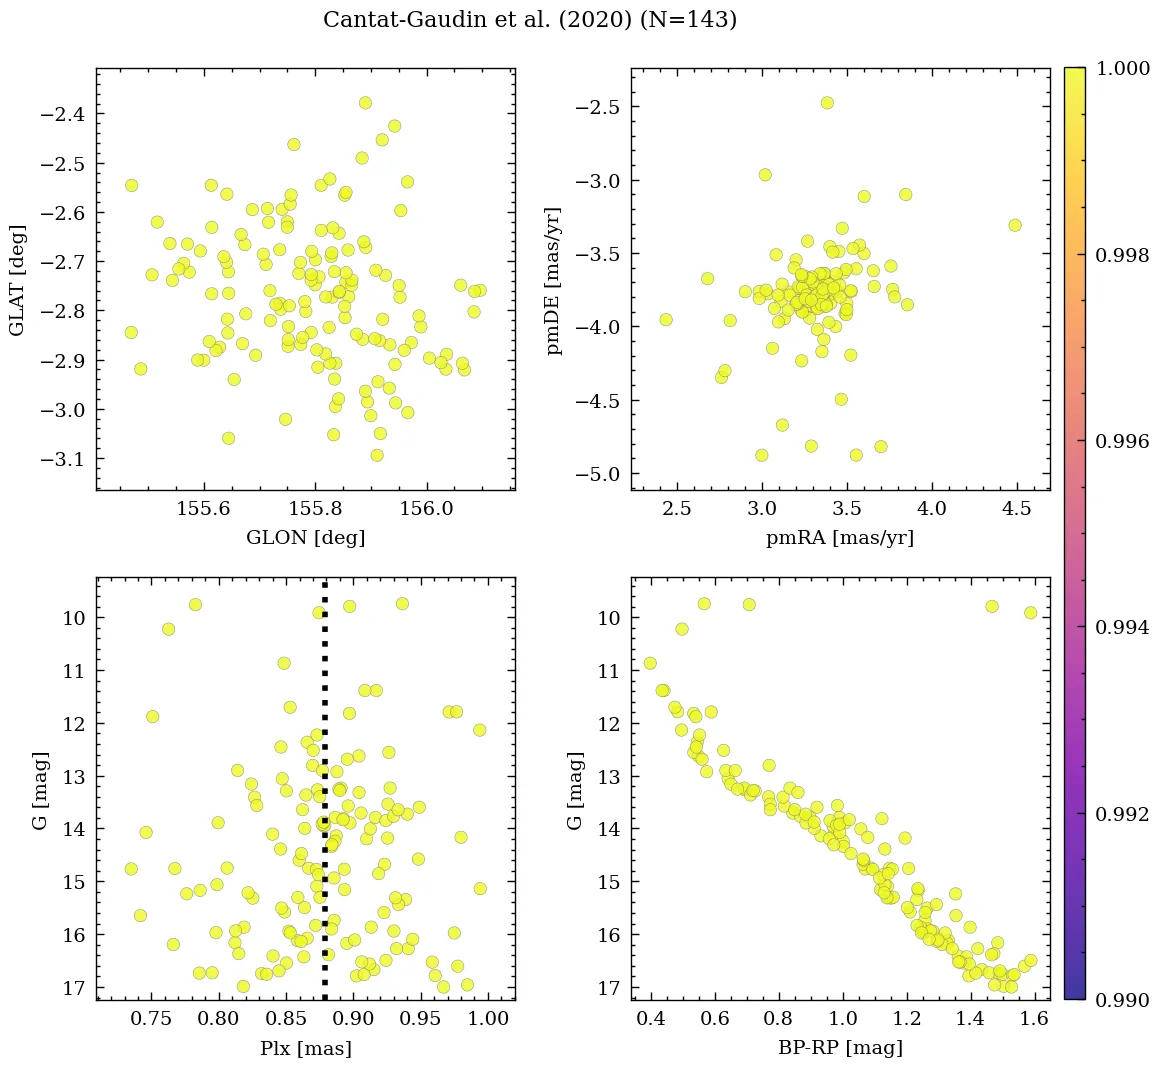 Cantat-Gaudin et al. (2020) (N=143)
−2.4
−2.5
−2.6
−2.7
−2.8
−2.9
−3.0
−3.1
GLAT [deg]
155.6 155.8 156.0
GLON [deg]
−2.5
−3.0
−3.5
−4.0
−4.5
−5.0
pmDE [mas/yr]
2.5 3.0 3.5 4.0 4.5
pmRA [mas/yr]
1.000
0.998
0.996
0.994
0.992
0.990
10
11
12
13
14
15
16
17
G [mag]
0.75 0.80 0.85 0.90 0.95 1.00
Plx [mas]
10
11
12
13
14
15
16
17
G [mag]
0.4 0.6 0.8 1.0 1.2 1.4 1.6
BP-RP [mag]